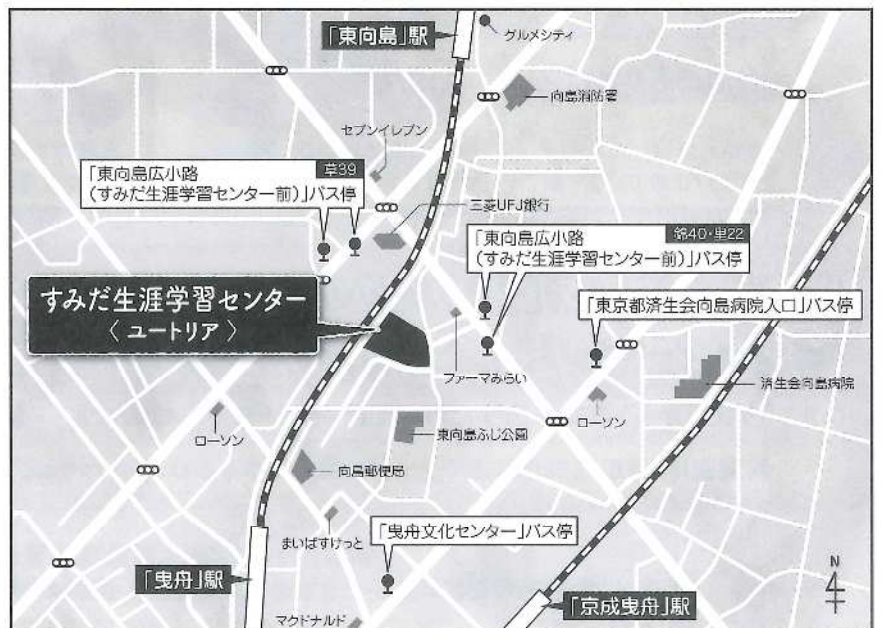 「東向島」駅
グルメシティ
向島消防署
セブンイレブン
「東向島広小路
草39
(すみだ生涯学習センター前)」バス停
三菱UFJ銀行
「東向島広小路
錦40・里22
(すみだ生涯学習センター前)」バス停
すみだ生涯学習センター
〈ユートリア〉
「東京都済生会向島病院入口」バス停
ファーマみらい
済生会向島病院
ローソン
ローソン
東向島ふじ公園
向島郵便局
まいばすけっと
「曳舟文化センター」バス停
N
「曳舟」駅
「京成曳舟」駅
マクドナルド